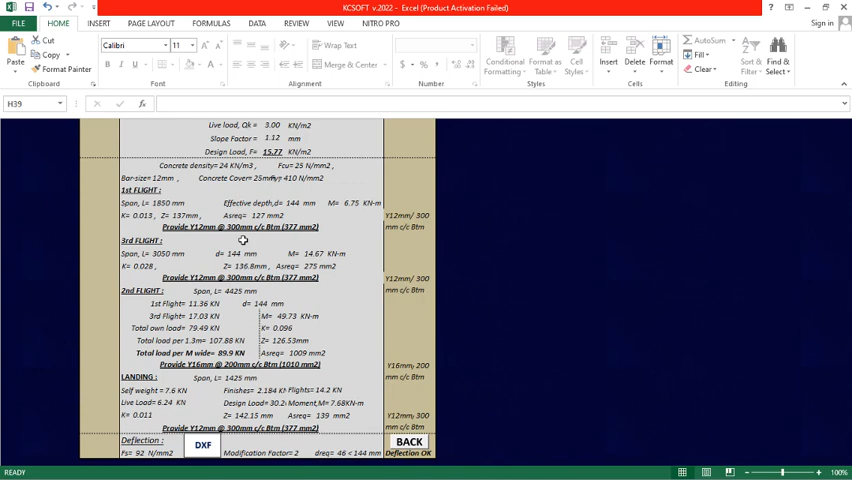 KCSOFT v.2022 - Excel (Product Activation Failed)
Sign in
FILE HOME INSERT PAGE LAYOUT FORMULAS DATA REVIEW VIEW NITRO PRO
Cut
Copy
Format Painter
Paste
Clipboard
Calibri 11
B I U
Font
Wrap Text
Merge & Center
Alignment
$ % ,
Number
Conditional Formatting
Format as Table
Cell Styles
Styles
Insert Delete Format
Cells
AutoSum
Fill
Clear
Sort & Filter
Find & Select
Editing
H39
fx
Live load, Qk = 3.00 KN/m2
Slope Factor = 1.12 mm
Design Load, F= 15.77 KN/m2
Concrete density= 24 KN/m3 , Fcu= 25 N/mm2 ,
Bar-size= 12mm , Concrete Cover= 25mm, Fy= 410 N/mm2
1st FLIGHT :
Span, L= 1850 mm Effective depth,d= 144 mm M= 6.75 KN-m
K= 0.013 , Z= 137mm , Asreq= 127 mm2 Y12mm/ 300
Provide Y12mm @ 300mm c/c Btm (377 mm2) mm c/c Btm
3rd FLIGHT :
Span, L= 3050 mm d= 144 mm M= 14.67 KN-m
K= 0.028 , Z= 136.8mm , Asreq= 275 mm2
Provide Y12mm @ 300mm c/c Btm (377 mm2) Y12mm/ 300
2nd FLIGHT : Span, L= 4425 mm mm c/c Btm
1st Flight= 11.36 KN d= 144 mm
3rd Flight= 17.03 KN M= 49.73 KN-m
Total own load= 79.49 KN K= 0.096
Total load per 1.3m= 107.88 KN Z= 126.53mm
Total load per M wide= 89.9 KN Asreq= 1009 mm2
Provide Y16mm @ 200mm c/c Btm (1010 mm2) Y16mm/ 200
LANDING : Span, L= 1425 mm mm c/c Btm
Self weight= 7.6 KN Finishes= 2.184 KN Flights= 14.2 KN
Live Load= 6.24 KN Design Load= 30.2 Moment,M= 7.68KN-m
K= 0.011 Z= 142.15 mm Asreq= 139 mm2 Y12mm/ 300
Provide Y12mm @ 300mm c/c Btm (377 mm2) mm c/c Btm
Deflection : DXF BACK
Fs= 92 N/mm2 Modification Factor= 2 dreq= 46 < 144 mm Deflection OK
READY 100%